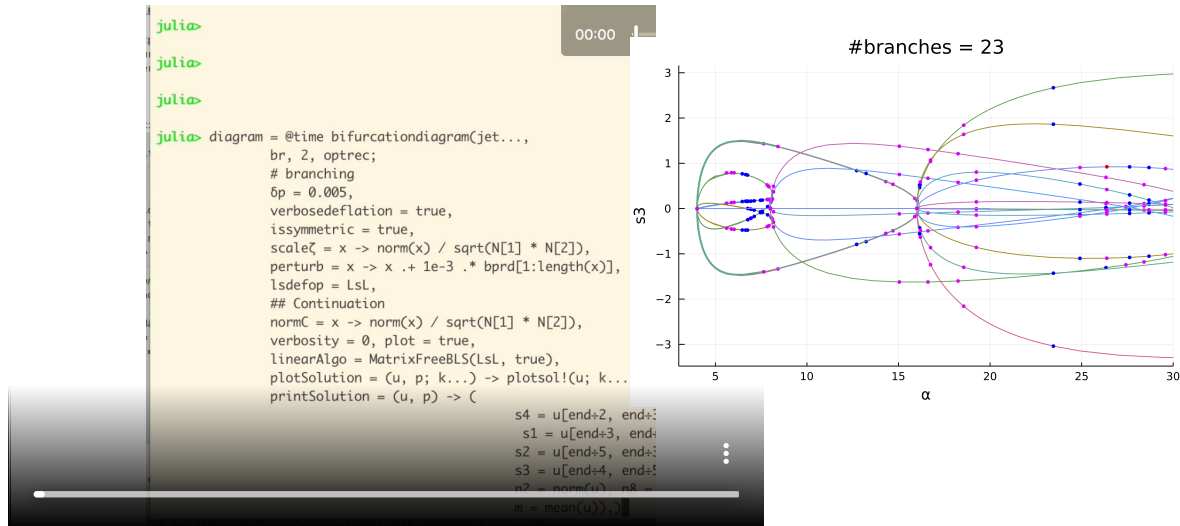 julia>
00:00
julia>
julia>
julia> diagram = @time bifurcationdiagram(jet...,
br, 2, optrec;
# branching
δp = 0.005,
verbosedeflation = true,
issymmetric = true,
scaleζ = x -> norm(x) / sqrt(N[1] * N[2]),
perturb = x -> x .+ 1e-3 .* bprd[1:length(x)],
lsdefop = LsL,
## Continuation
normC = x -> norm(x) / sqrt(N[1] * N[2]),
verbosity = 0, plot = true,
linearAlgo = MatrixFreeBLS(LsL, true),
plotSolution = (u, p; k...) -> plotsol!(u; k...
printSolution = (u, p) -> (
s4 = u[end÷2, end÷3
s1 = u[end÷3, end÷
s2 = u[end÷5, end÷3
s3 = u[end÷4, end÷5
n2 = norm(u), n8 =
m = mean(u)),)
#branches = 23
3
2
1
0
−1
−2
−3
s3
5
10
15
20
25
30
α